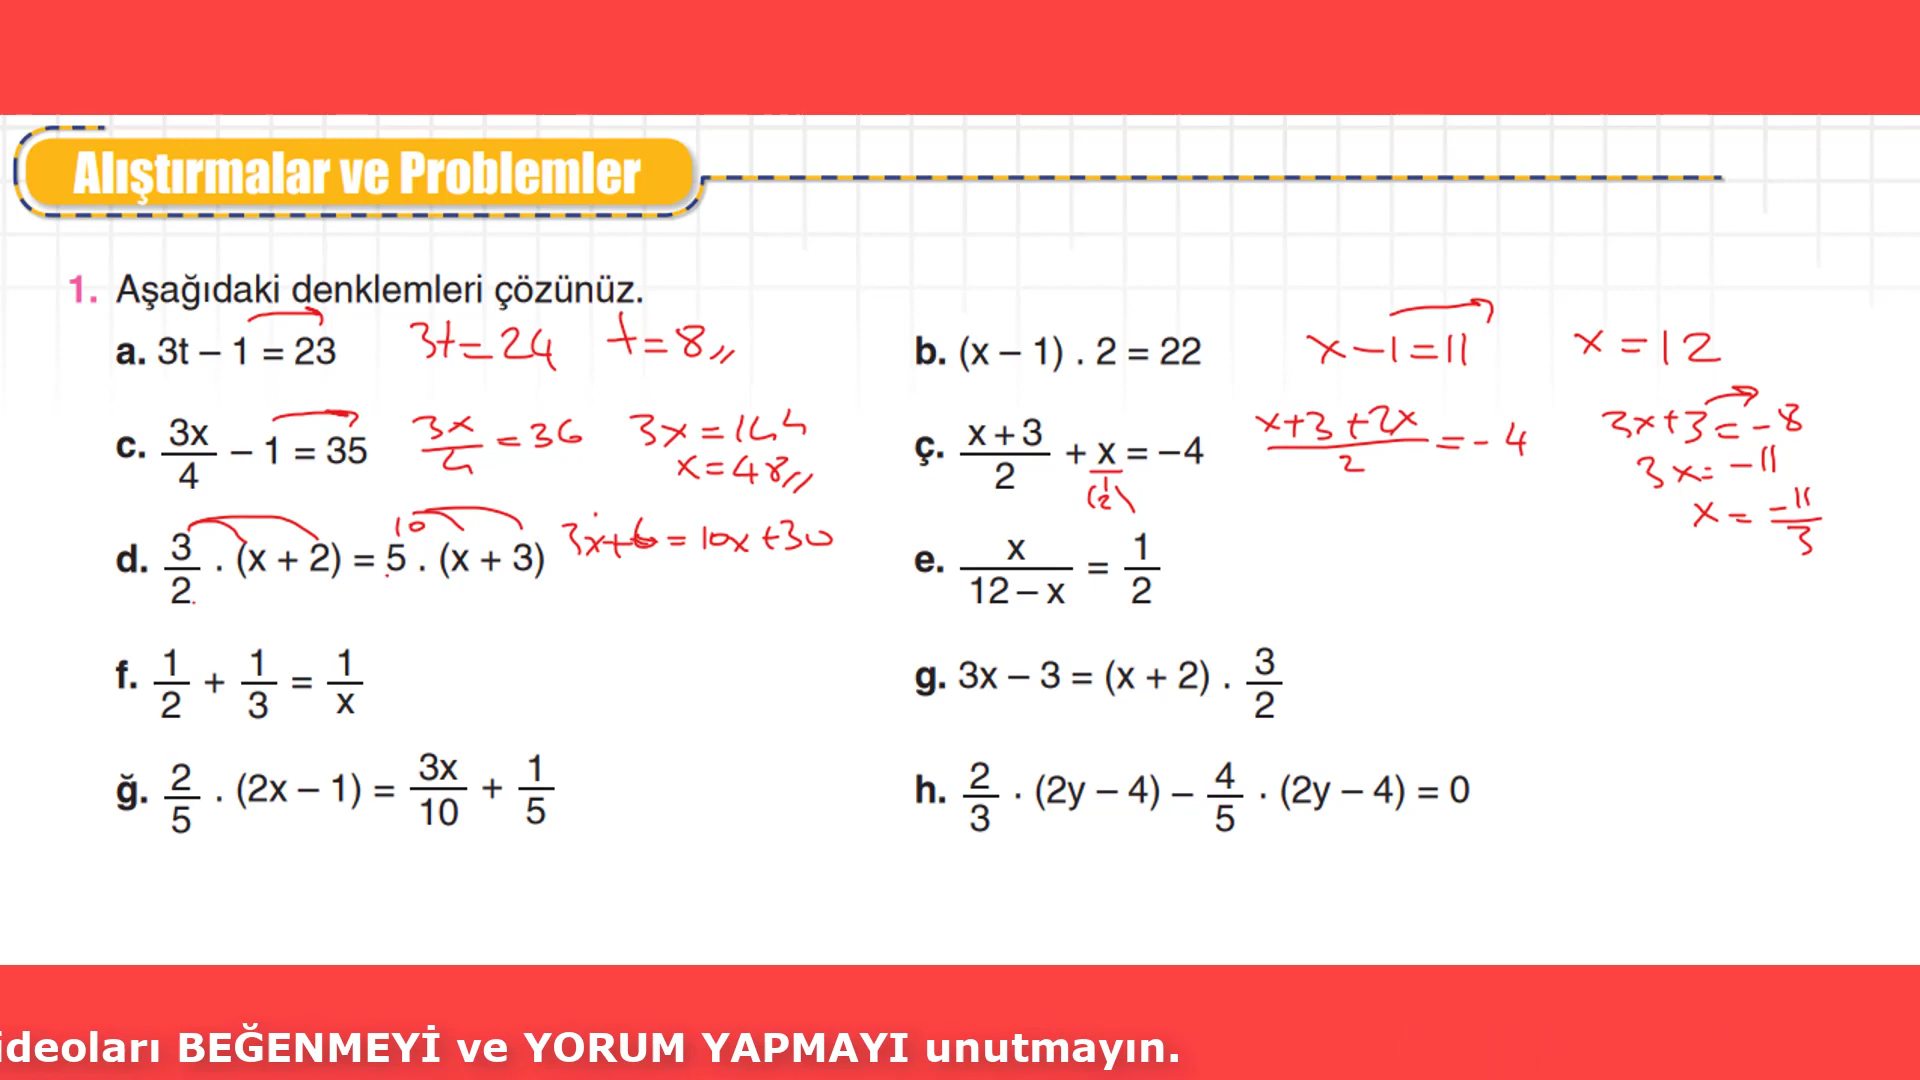 Alıştırmalar ve Problemler
1. Aşağıdaki denklemleri çözünüz.
a. 3t – 1 = 23 3t = 24 t = 8 //
b. (x – 1) . 2 = 22 x – 1 = 11 x = 12
c. 3x/4 – 1 = 35 3x/4 = 36 3x = 144
x = 48 //
ç. (x + 3)/2 + x/1 = –4 (x+3+2x)/2 = –4 3x+3 = –8
(2)
3x = –11
x = –11/3
d. 3/2 . (x + 2) = 5 . (x + 3) 3x+6 = 10x+30
10
e. x/(12 – x) = 1/2
f. 1/2 + 1/3 = 1/x
g. 3x – 3 = (x + 2) . 3/2
ğ. 2/5 . (2x – 1) = 3x/10 + 1/5
h. 2/3 . (2y – 4) – 4/5 . (2y – 4) = 0
ideoları BEĞENMEYİ ve YORUM YAPMAYI unutmayın.